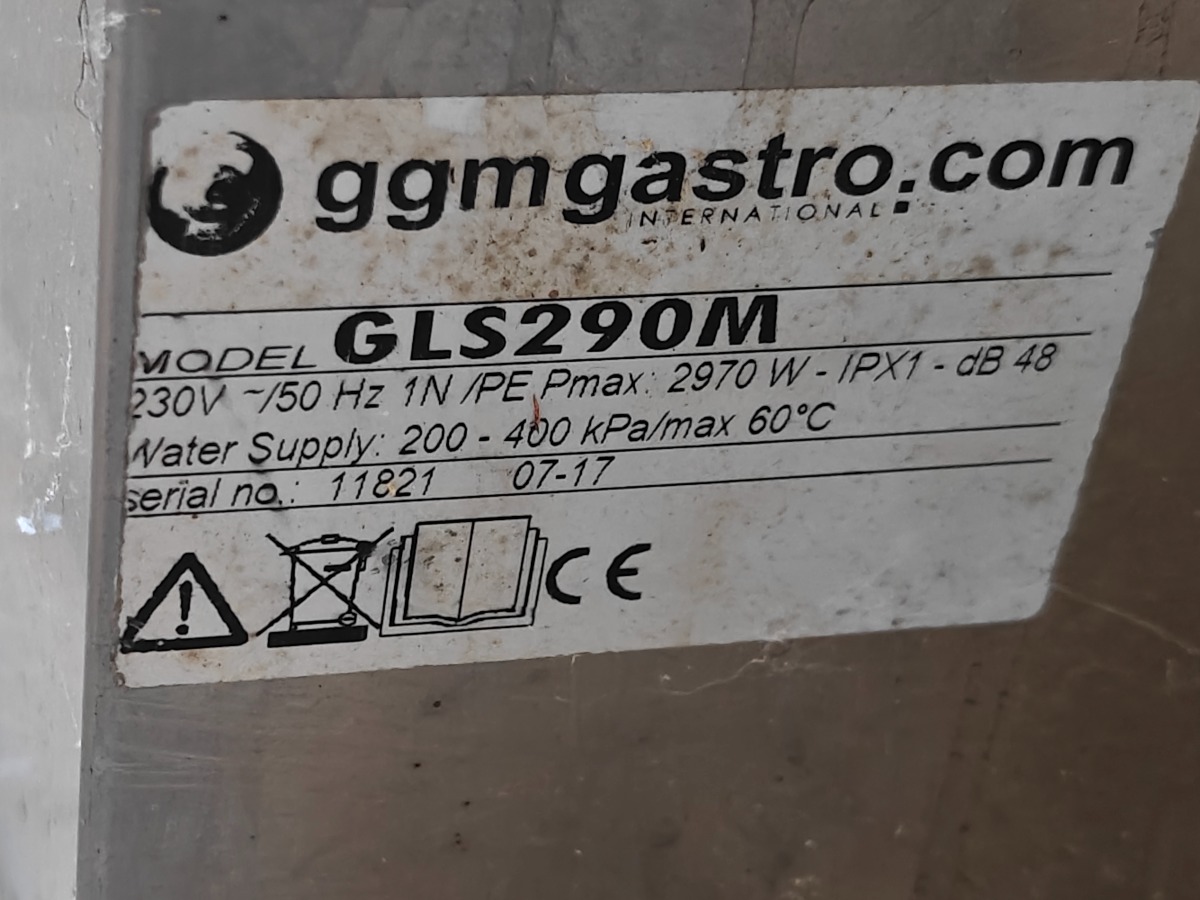 ggmgastro.com
INTERNATIONAL
MODEL GLS290M
230V ~/50 Hz 1N /PE Pmax: 2970 W - IPX1 - dB 48
Water Supply: 200 - 400 kPa/max 60°C
serial no.: 11821 07-17
CE